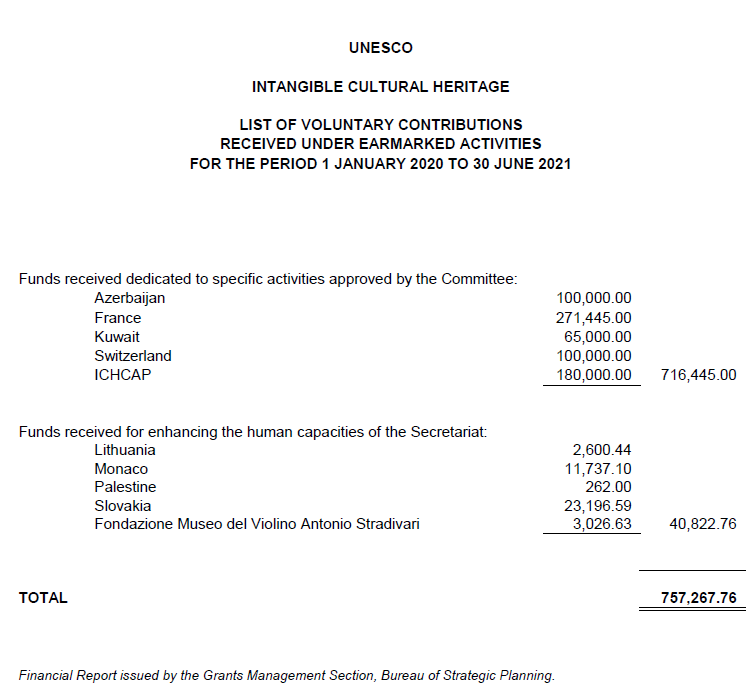 UNESCO
INTANGIBLE CULTURAL HERITAGE
LIST OF VOLUNTARY CONTRIBUTIONS
RECEIVED UNDER EARMARKED ACTIVITIES
FOR THE PERIOD 1 JANUARY 2020 TO 30 JUNE 2021
Funds received dedicated to specific activities approved by the Committee:
Azerbaijan 100,000.00
France 271,445.00
Kuwait 65,000.00
Switzerland 100,000.00
ICHCAP 180,000.00 716,445.00
Funds received for enhancing the human capacities of the Secretariat:
Lithuania 2,600.44
Monaco 11,737.10
Palestine 262.00
Slovakia 23,196.59
Fondazione Museo del Violino Antonio Stradivari 3,026.63 40,822.76
TOTAL 757,267.76
Financial Report issued by the Grants Management Section, Bureau of Strategic Planning.